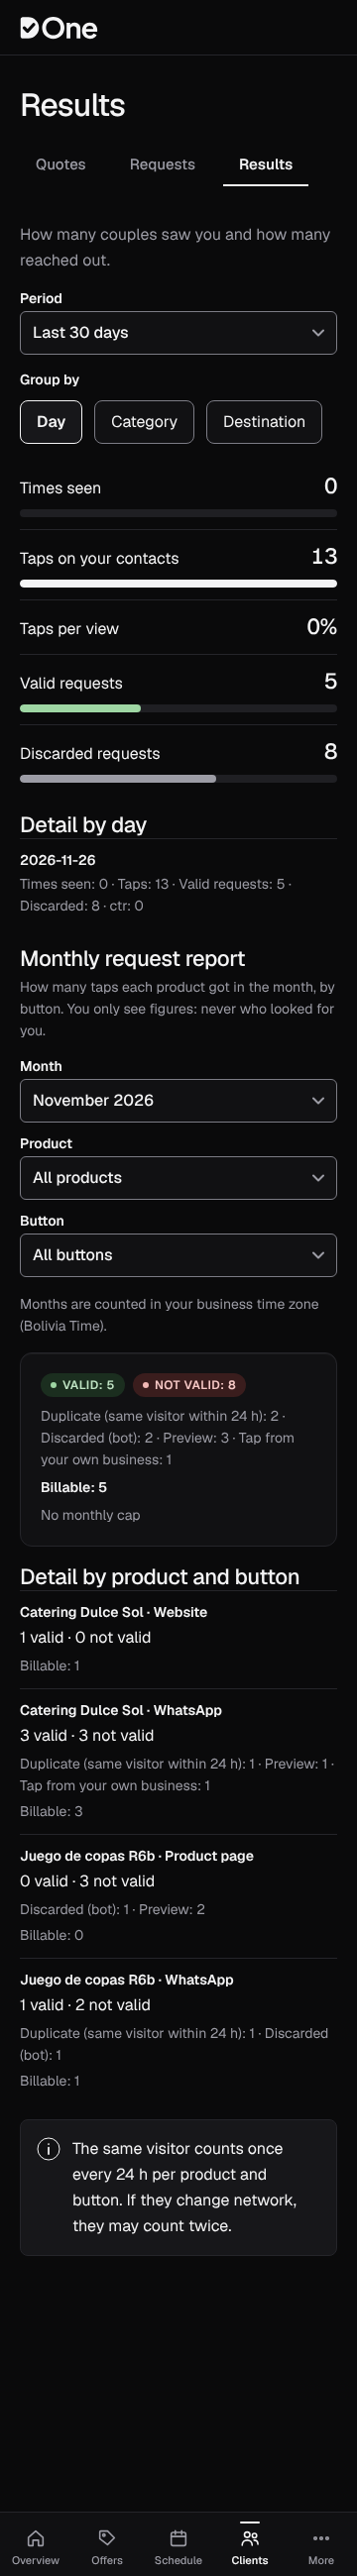 One
Results
Quotes Requests Results
How many couples saw you and how many
reached out.
Period
Last 30 days
Group by
Day Category Destination
Times seen 0
Taps on your contacts 13
Taps per view 0%
Valid requests 5
Discarded requests 8
Detail by day
2026-11-26
Times seen: 0 · Taps: 13 · Valid requests: 5 ·
Discarded: 8 · ctr: 0
Monthly request report
How many taps each product got in the month, by
button. You only see figures: never who looked for
you.
Month
November 2026
Product
All products
Button
All buttons
Months are counted in your business time zone
(Bolivia Time).
VALID: 5 NOT VALID: 8
Duplicate (same visitor within 24 h): 2 ·
Discarded (bot): 2 · Preview: 3 · Tap from
your own business: 1
Billable: 5
No monthly cap
Detail by product and button
Catering Dulce Sol · Website
1 valid · 0 not valid
Billable: 1
Catering Dulce Sol · WhatsApp
3 valid · 3 not valid
Duplicate (same visitor within 24 h): 1 · Preview: 1 ·
Tap from your own business: 1
Billable: 3
Juego de copas R6b · Product page
0 valid · 3 not valid
Discarded (bot): 1 · Preview: 2
Billable: 0
Juego de copas R6b · WhatsApp
1 valid · 2 not valid
Duplicate (same visitor within 24 h): 1 · Discarded
(bot): 1
Billable: 1
The same visitor counts once
every 24 h per product and
button. If they change network,
they may count twice.
Overview Offers Schedule Clients More